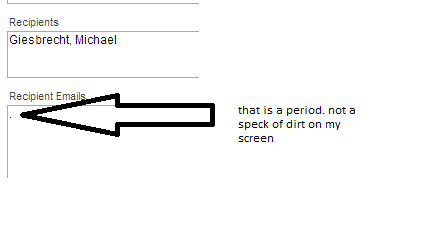 Recipients
Giesbrecht, Michael
Recipient Emails
.
that is a period. not a
speck of dirt on my
screen